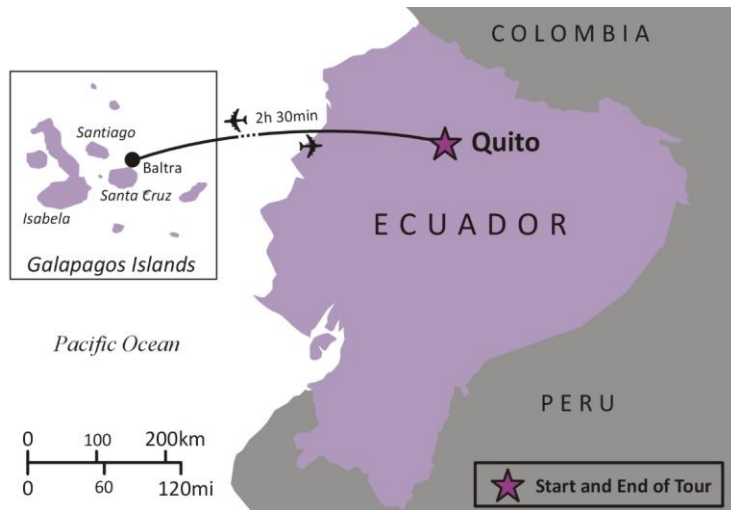 COLOMBIA
2h 30min
Quito
Santiago
Baltra
Santa Cruz
Isabela
ECUADOR
Galapagos Islands
Pacific Ocean
PERU
0 100 200km
0 60 120mi
Start and End of Tour